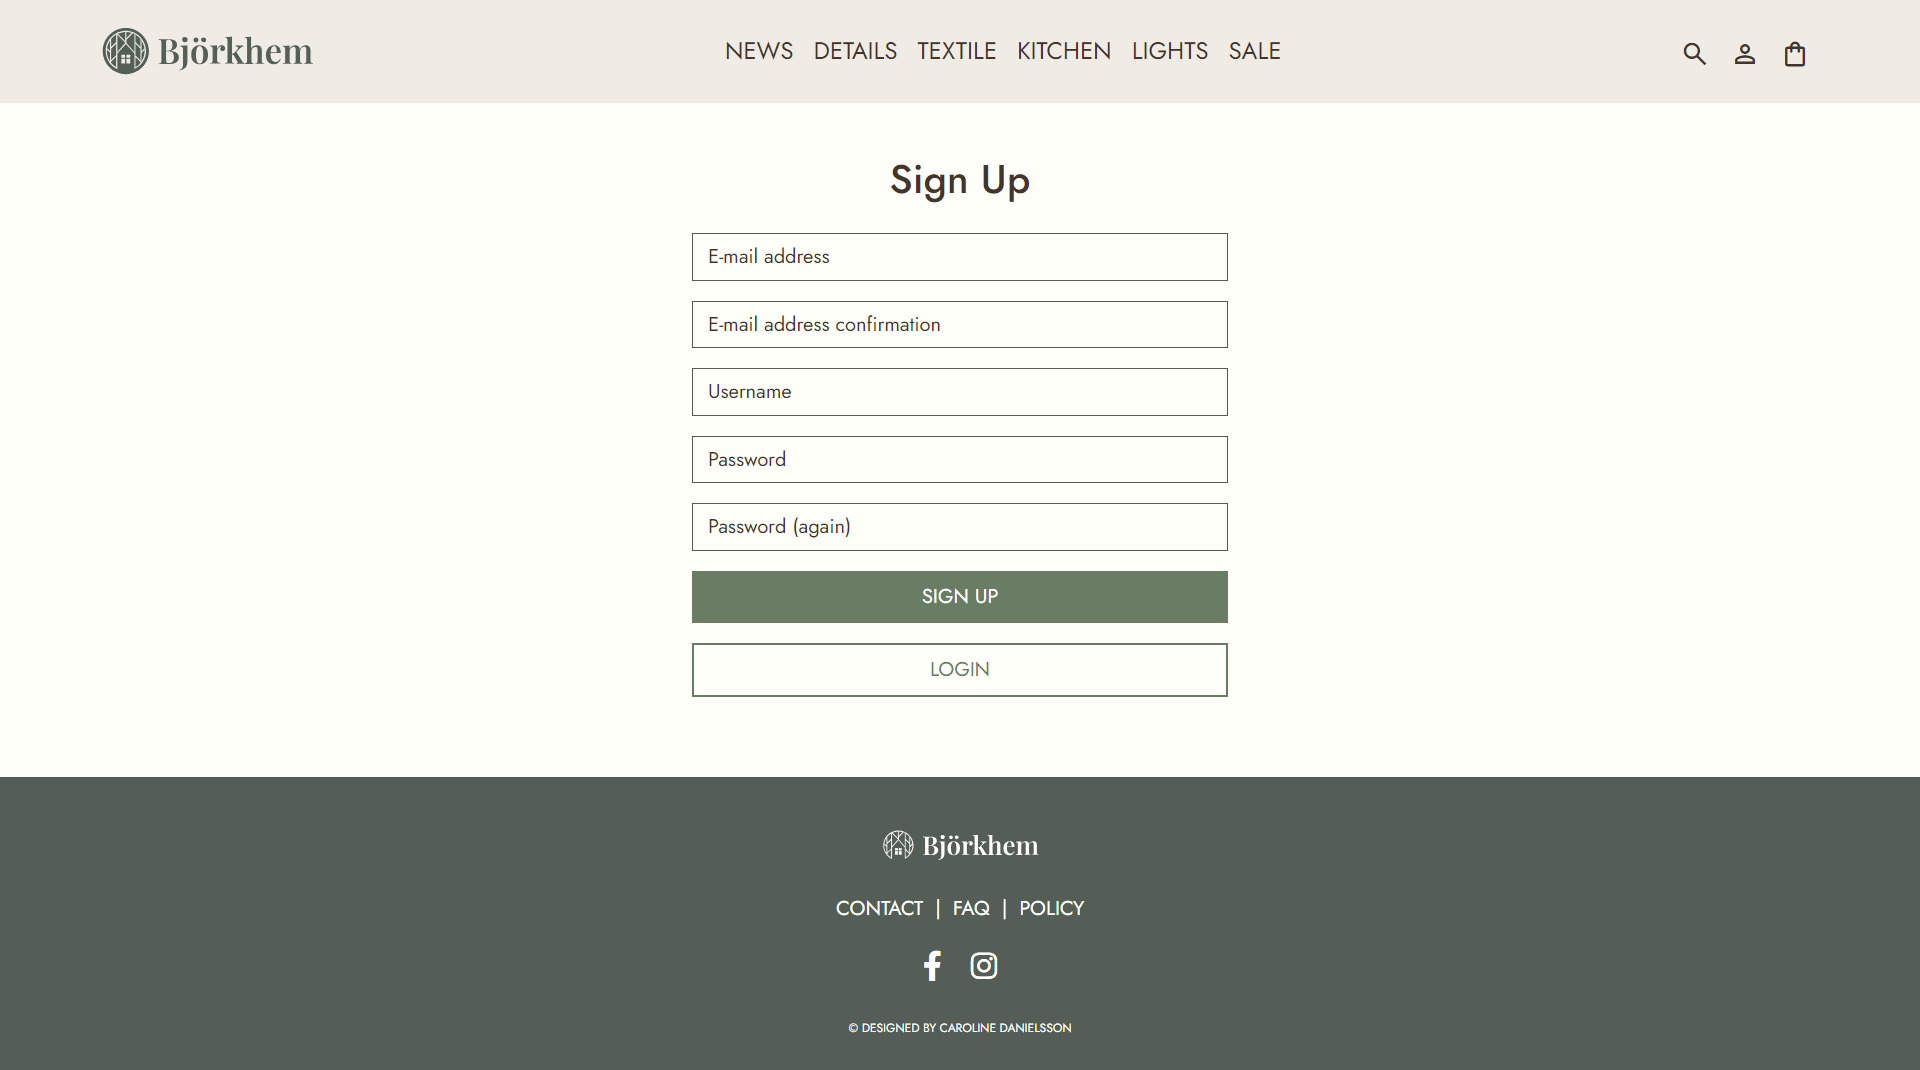 Björkhem
NEWS DETAILS TEXTILE KITCHEN LIGHTS SALE
Sign Up
E-mail address
E-mail address confirmation
Username
Password
Password (again)
SIGN UP
LOGIN
Björkhem
CONTACT | FAQ | POLICY
© DESIGNED BY CAROLINE DANIELSSON